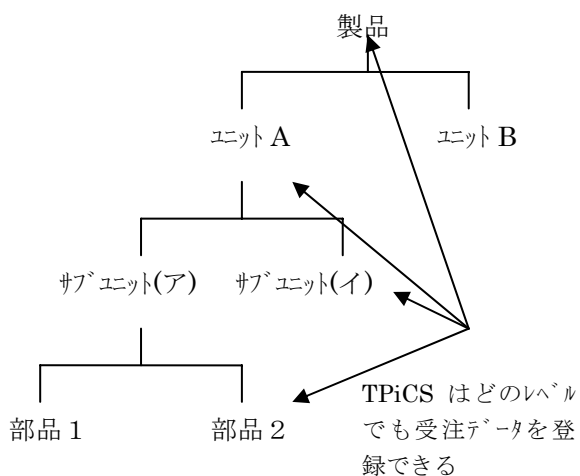 製品
ﾕﾆｯﾄ A
ﾕﾆｯﾄ B
ｻﾌﾞﾕﾆｯﾄ(ア)
ｻﾌﾞﾕﾆｯﾄ(イ)
部品 1
部品 2
TPiCS はどのﾚﾍﾞﾙ
でも受注ﾃﾞｰﾀを登
録できる